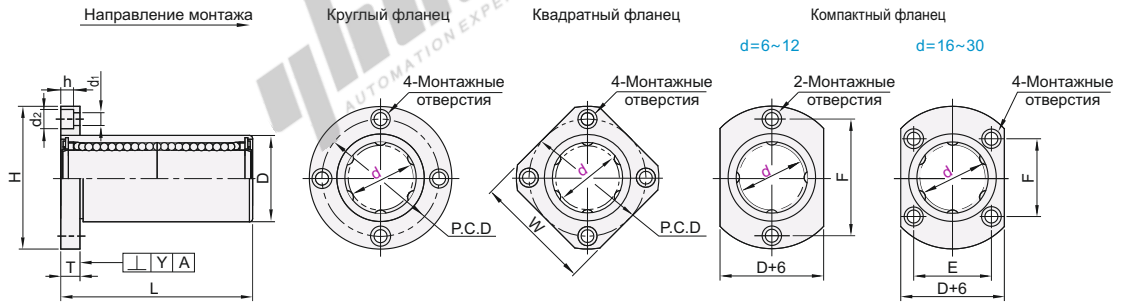 Направление монтажа
Круглый фланец
Квадратный фланец
Компактный фланец
d=6~12
d=16~30
AUTOMATION EXPER
h
d1
d2
H
D
T
⊥ Y A
L
4-Монтажные
отверстия
d
P.C.D
4-Монтажные
отверстия
d
W
P.C.D
2-Монтажные
отверстия
d
F
D+6
4-Монтажные
отверстия
d
F
E
D+6